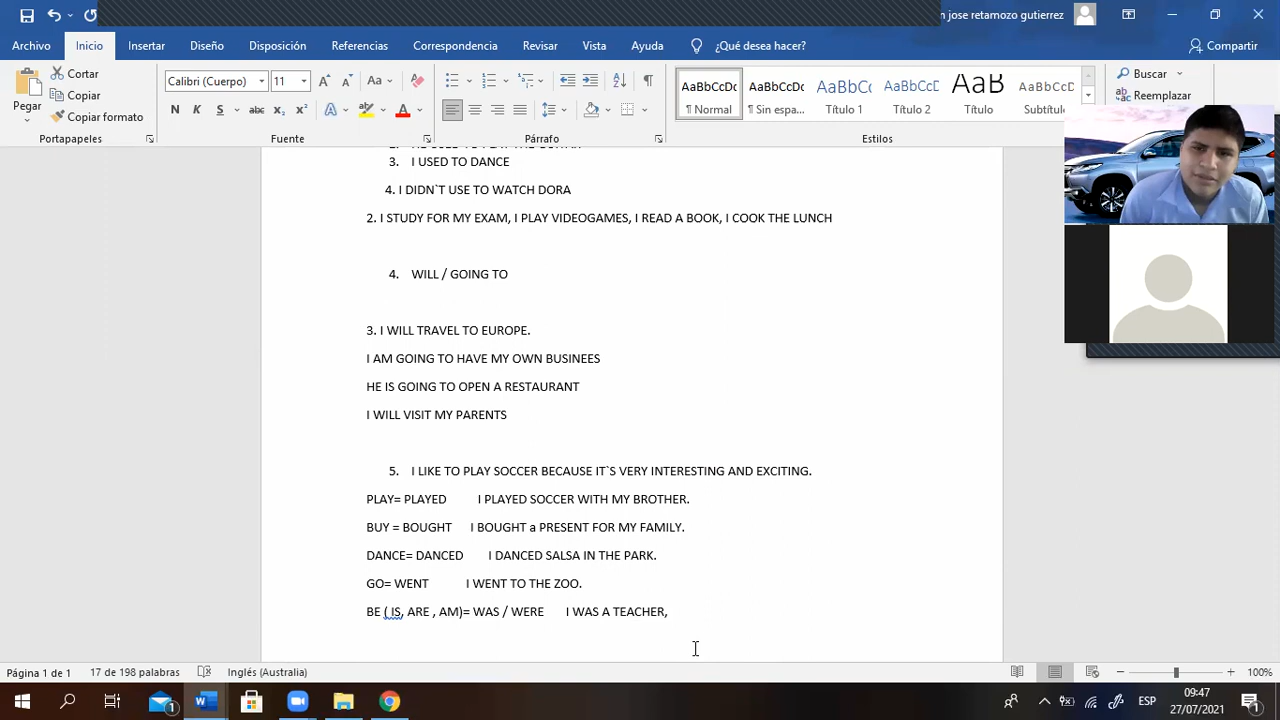 n jose retamozo gutierrez
Archivo Inicio Insertar Diseño Disposición Referencias Correspondencia Revisar Vista Ayuda ¿Qué desea hacer? Compartir
Pegar
Cortar
Copiar
Copiar formato
Portapapeles
Calibri (Cuerpo) 11
N K S abc
Fuente
Párrafo
AaBbCcDc AaBbCcDc AaBbCc AaBbCcD AaB AaBbCcD
¶ Normal ¶ Sin espa... Título 1 Título 2 Título Subtítulo
Estilos
Buscar
Reemplazar
3. I USED TO DANCE
4. I DIDN`T USE TO WATCH DORA
2. I STUDY FOR MY EXAM, I PLAY VIDEOGAMES, I READ A BOOK, I COOK THE LUNCH
4. WILL / GOING TO
3. I WILL TRAVEL TO EUROPE.
I AM GOING TO HAVE MY OWN BUSINEES
HE IS GOING TO OPEN A RESTAURANT
I WILL VISIT MY PARENTS
5. I LIKE TO PLAY SOCCER BECAUSE IT`S VERY INTERESTING AND EXCITING.
PLAY= PLAYED I PLAYED SOCCER WITH MY BROTHER.
BUY = BOUGHT I BOUGHT a PRESENT FOR MY FAMILY.
DANCE= DANCED I DANCED SALSA IN THE PARK.
GO= WENT I WENT TO THE ZOO.
BE ( IS, ARE , AM)= WAS / WERE I WAS A TEACHER,
Página 1 de 1 17 de 198 palabras Inglés (Australia) 100%
ESP
09:47
27/07/2021